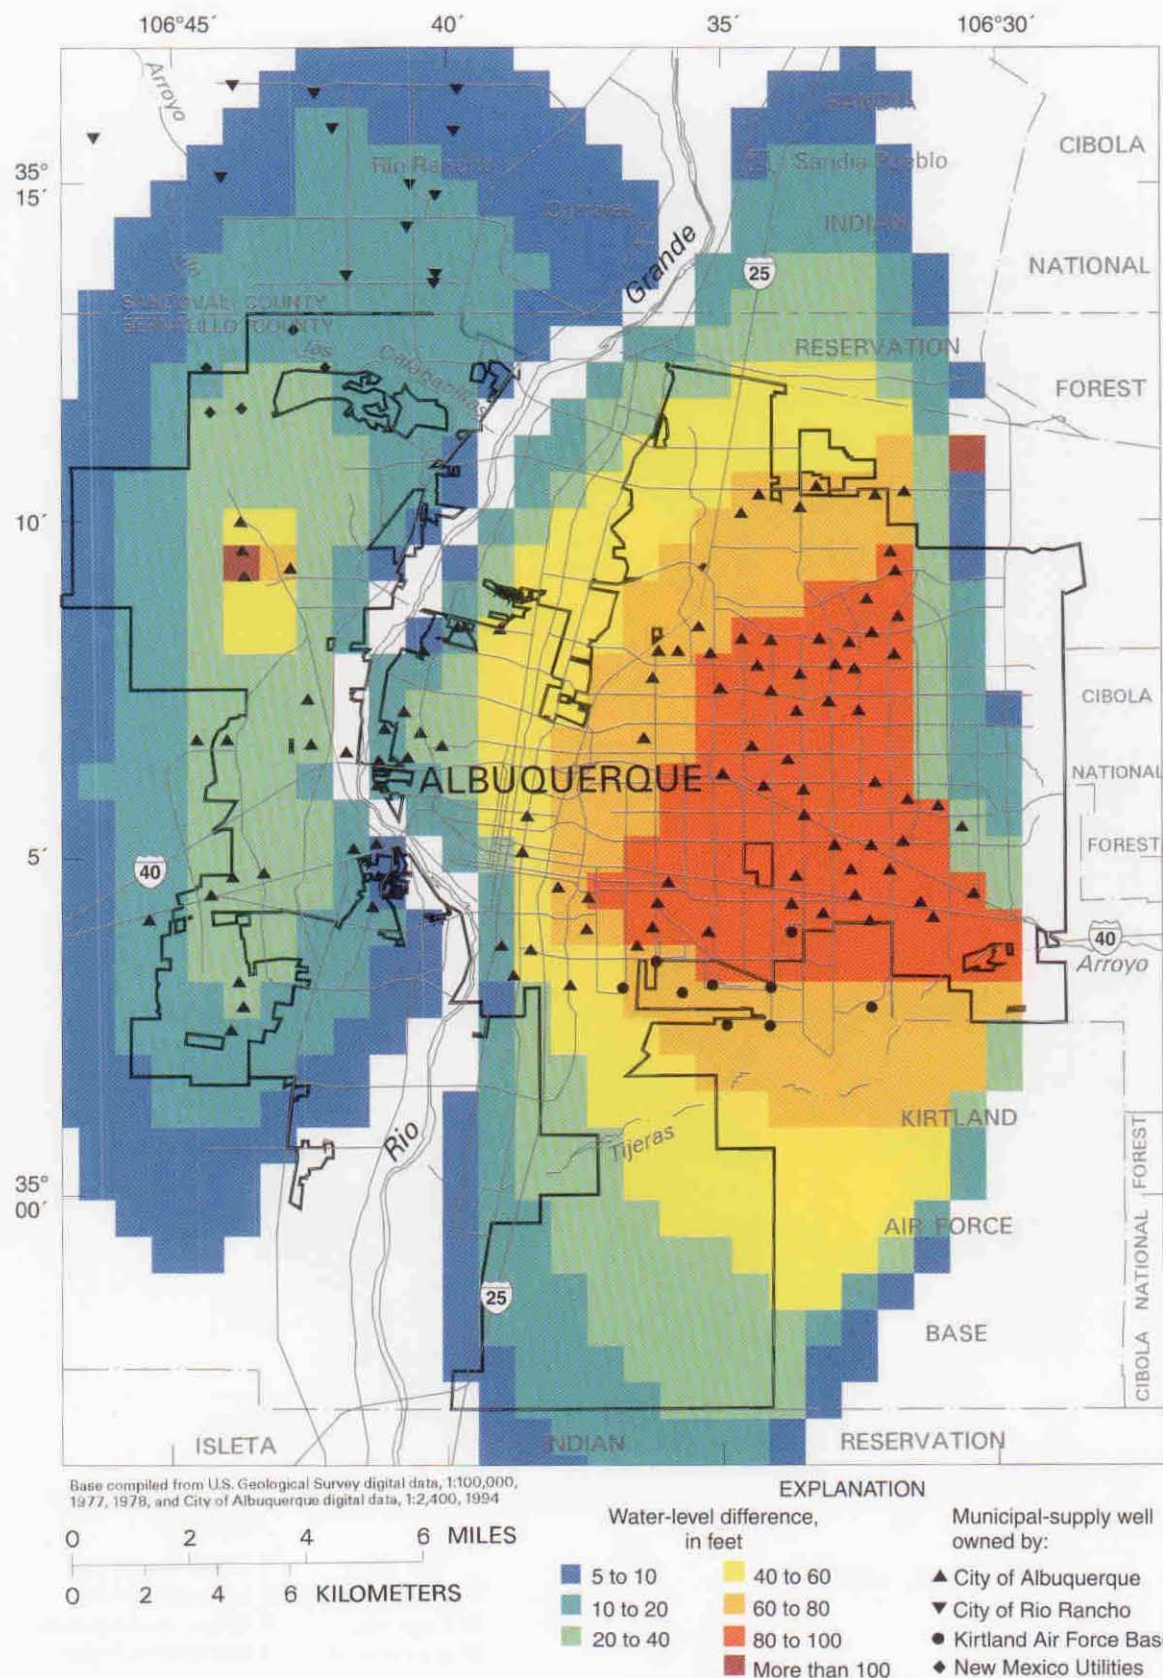 106°45´ 40´ 35´ 106°30´
Arroyo
SANDIA
CIBOLA
35°
15´
Rio Rancho
Sandia Pueblo
Corrales
INDIAN
Grande
25
NATIONAL
SANDOVAL COUNTY
BERNALILLO COUNTY
las
Calabacillas
RESERVATION
FOREST
10´
CIBOLA
ALBUQUERQUE
NATIONAL
5´
FOREST
40
40
Arroyo
KIRTLAND
Rio
Tijeras
35°
00´
AIR FORCE
25
BASE
CIBOLA NATIONAL FOREST
ISLETA
INDIAN
RESERVATION
Base compiled from U.S. Geological Survey digital data, 1:100,000,
1977, 1978, and City of Albuquerque digital data, 1:2,400, 1994
0 2 4 6 MILES
0 2 4 6 KILOMETERS
EXPLANATION
Water-level difference,
in feet
5 to 10
10 to 20
20 to 40
40 to 60
60 to 80
80 to 100
More than 100
Municipal-supply well
owned by:
City of Albuquerque
City of Rio Rancho
Kirtland Air Force Bas
New Mexico Utilities